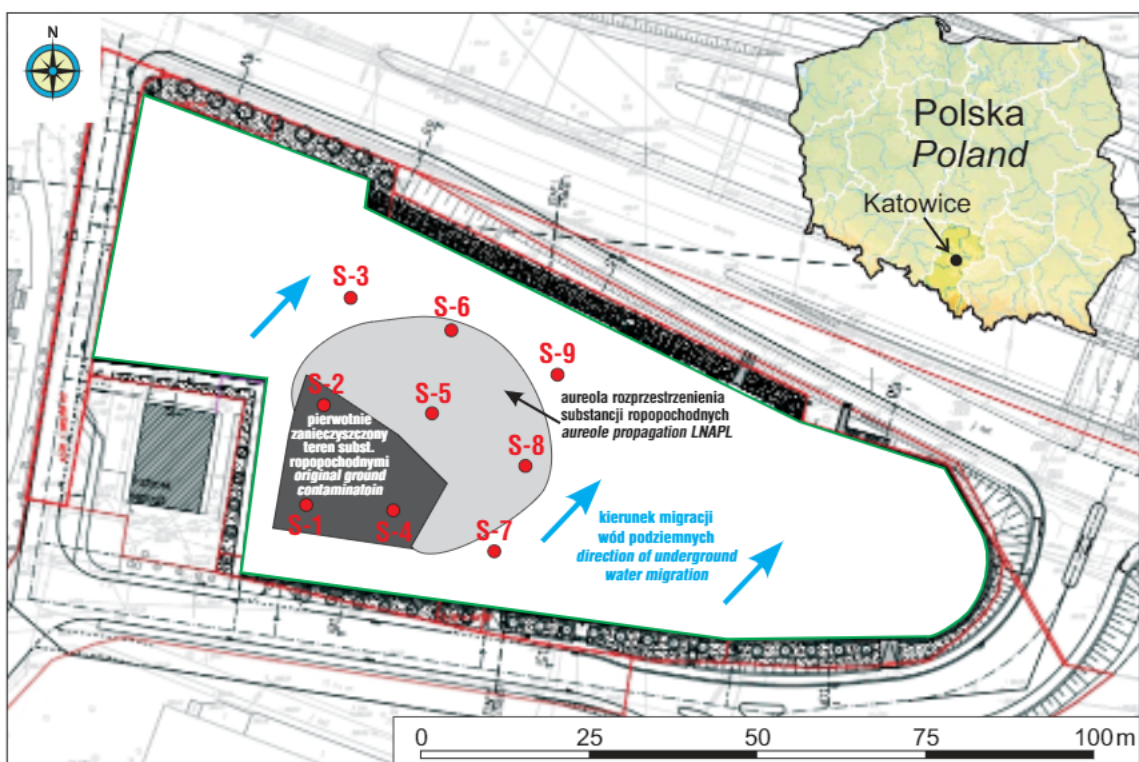 N
Polska
Poland
Katowice
S-3
S-6
S-9
S-2
S-5
aureola rozprzestrzenienia
substancji ropopochodnych
aureole propagation LNAPL
pierwotnie
zanieczyszczony
teren subst.
ropopochodnymi
original ground
contaminatoin
S-8
S-1
S-4
S-7
kierunek migracji
wód podziemnych
direction of underground
water migration
0 25 50 75 100 m